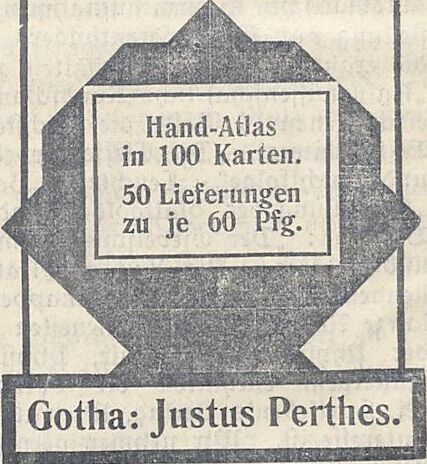 Hand-Atlas
in 100 Karten.
50 Lieferungen
zu je 60 Pfg.
Gotha: Justus Perthes.